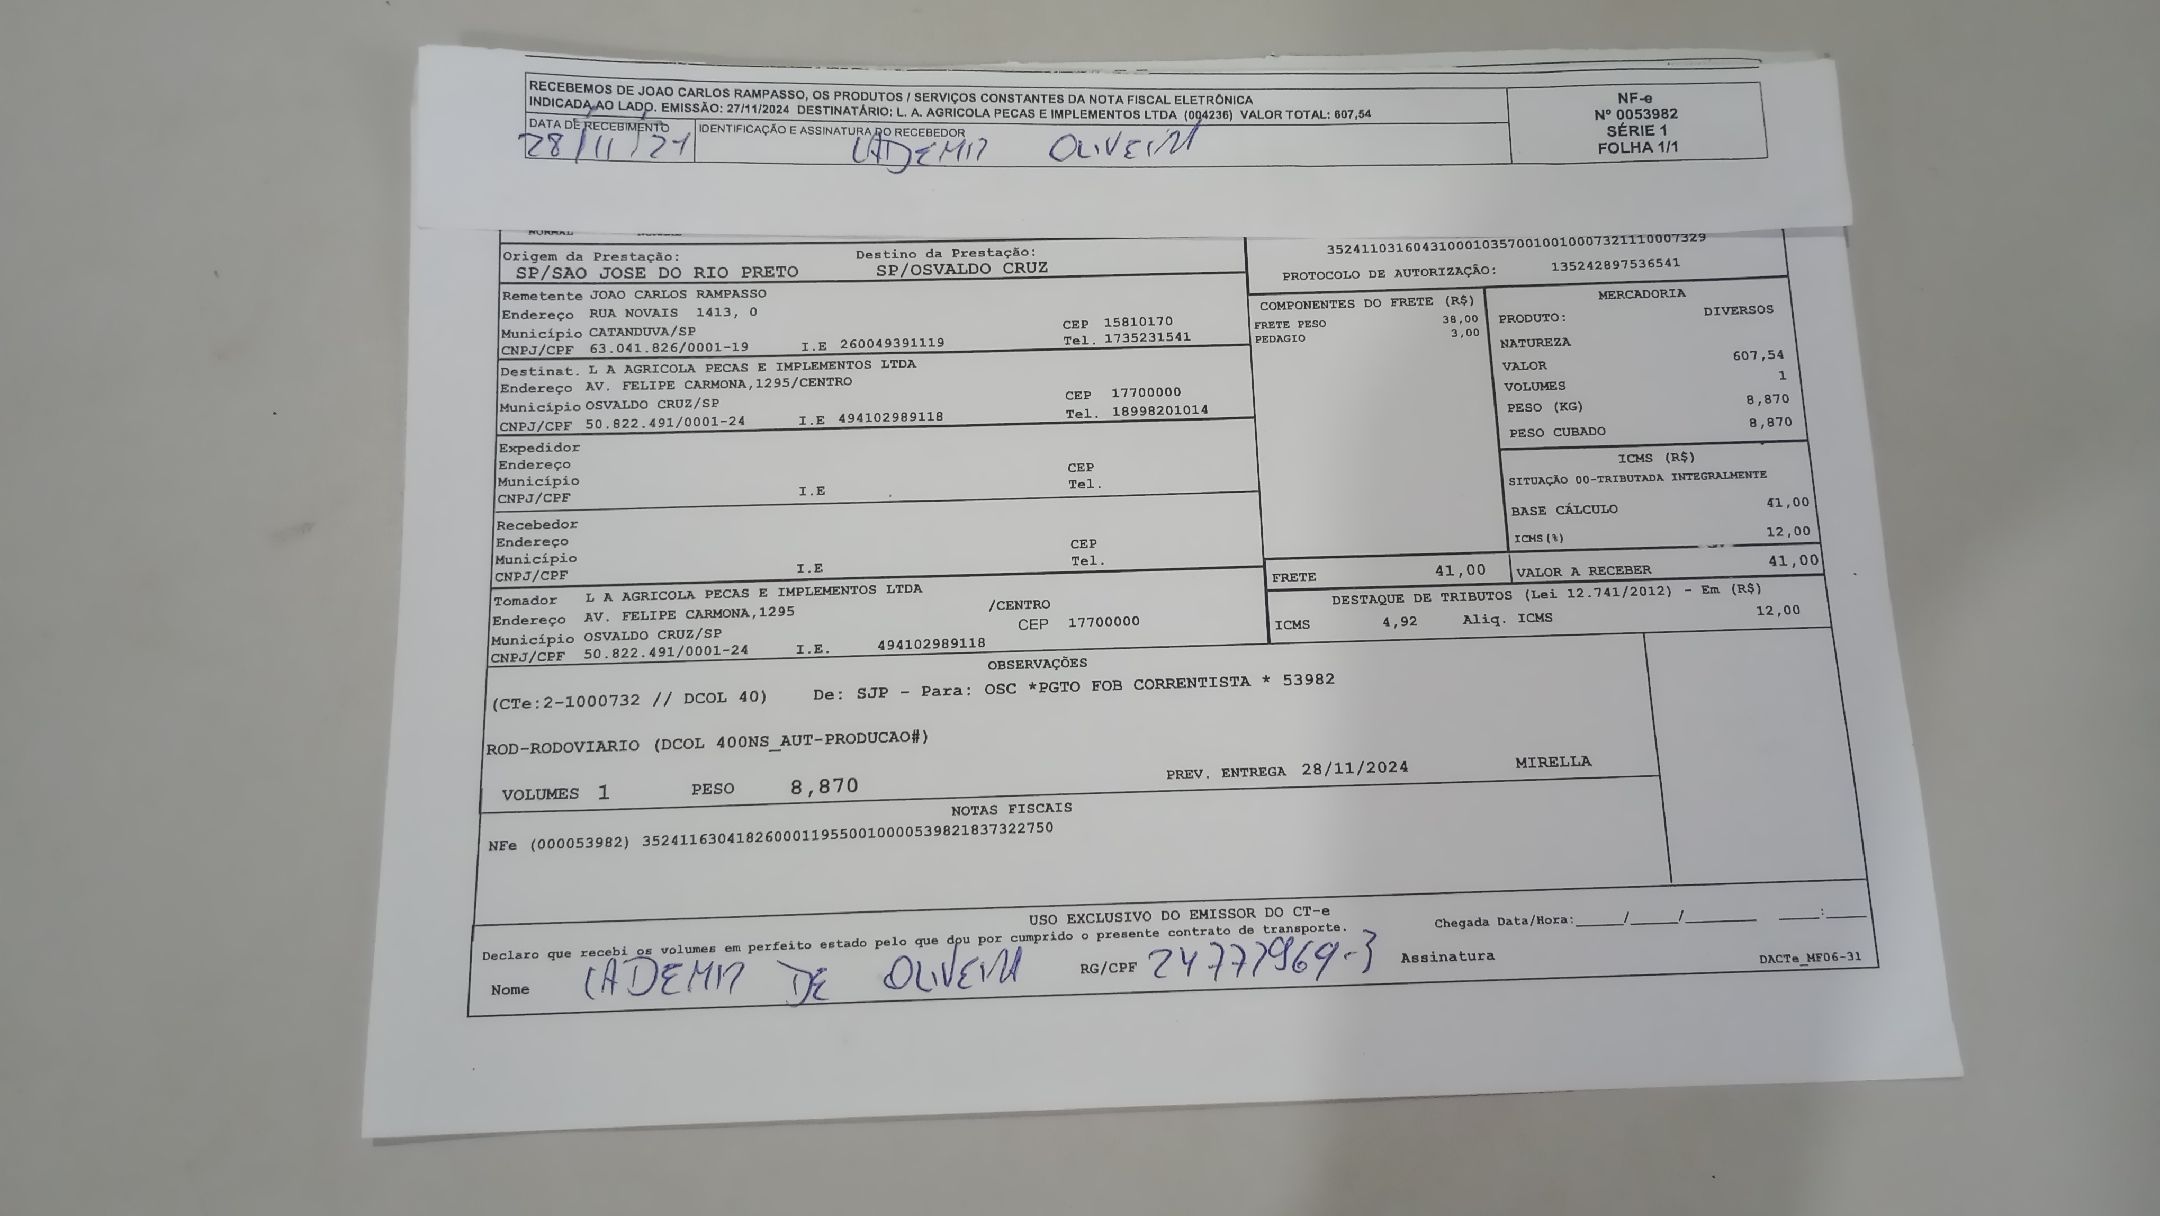 RECEBEMOS DE JOAO CARLOS RAMPASSO, OS PRODUTOS / SERVIÇOS CONSTANTES DA NOTA FISCAL ELETRÔNICA
INDICADA AO LADO. EMISSÃO: 27/11/2024 DESTINATÁRIO: L. A. AGRICOLA PECAS E IMPLEMENTOS LTDA (004236) VALOR TOTAL: 607,54
DATA DE RECEBIMENTO IDENTIFICAÇÃO E ASSINATURA DO RECEBEDOR
28/11/24 OLIVEIRA
NF-e
Nº 0053982
SÉRIE 1
FOLHA 1/1
NORMAL
Origem da Prestação: Destino da Prestação:
SP/SAO JOSE DO RIO PRETO SP/OSVALDO CRUZ
35241103160431000103570010010007321110007329
PROTOCOLO DE AUTORIZAÇÃO: 135242897536541
Remetente JOAO CARLOS RAMPASSO
Endereço RUA NOVAIS 1413, 0
Município CATANDUVA/SP CEP 15810170
CNPJ/CPF 63.041.826/0001-19 I.E 260049391119 Tel. 1735231541
Destinat. L A AGRICOLA PECAS E IMPLEMENTOS LTDA
Endereço AV. FELIPE CARMONA,1295/CENTRO
Município OSVALDO CRUZ/SP CEP 17700000
CNPJ/CPF 50.822.491/0001-24 I.E 494102989118 Tel. 18998201014
Expedidor
Endereço
Município CEP
CNPJ/CPF I.E Tel.
Recebedor
Endereço
Município CEP
CNPJ/CPF I.E Tel.
Tomador L A AGRICOLA PECAS E IMPLEMENTOS LTDA
Endereço AV. FELIPE CARMONA,1295 /CENTRO
Município OSVALDO CRUZ/SP CEP 17700000
CNPJ/CPF 50.822.491/0001-24 I.E. 494102989118
COMPONENTES DO FRETE (R$)
FRETE PESO 38,00
PEDAGIO 3,00
MERCADORIA
PRODUTO: DIVERSOS
NATUREZA
VALOR 607,54
VOLUMES 1
PESO (KG) 8,870
PESO CUBADO 8,870
ICMS (R$)
SITUAÇÃO 00-TRIBUTADA INTEGRALMENTE
BASE CÁLCULO 41,00
ICMS(%) 12,00
FRETE 41,00 VALOR A RECEBER 41,00
DESTAQUE DE TRIBUTOS (Lei 12.741/2012) - Em (R$)
ICMS 4,92 Aliq. ICMS 12,00
OBSERVAÇÕES
(CTe:2-1000732 // DCOL 40) De: SJP - Para: OSC *PGTO FOB CORRENTISTA * 53982
ROD-RODOVIARIO (DCOL 400NS_AUT-PRODUCAO#)
VOLUMES 1 PESO 8,870 PREV. ENTREGA 28/11/2024 MIRELLA
NOTAS FISCAIS
NFe (000053982) 35241163041826000119550010000539821837322750
USO EXCLUSIVO DO EMISSOR DO CT-e
Declaro que recebi os volumes em perfeito estado pelo que dou por cumprido o presente contrato de transporte. Chegada Data/Hora:_____/_____/_______ ____:____
Nome DE OLIVEIRA RG/CPF 24777969-3 Assinatura DACTe_MF06-31